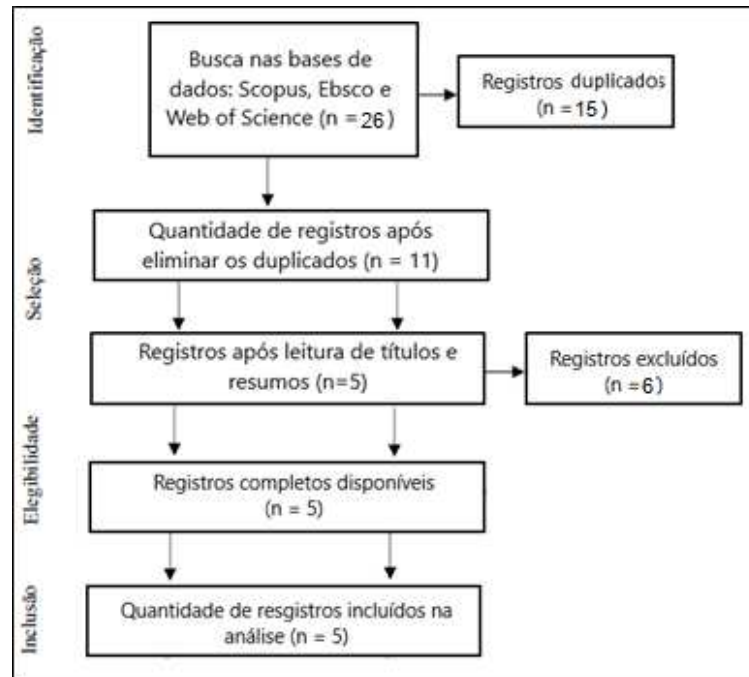 Identificação
Busca nas bases de
dados: Scopus, Ebsco e
Web of Science (n = 26)
Registros duplicados
(n = 15)
Seleção
Quantidade de registros após
eliminar os duplicados (n = 11)
Registros após leitura de títulos e
resumos (n=5)
Registros excluídos
(n = 6)
Elegibilidade
Registros completos disponíveis
(n = 5)
Inclusão
Quantidade de resgistros incluídos na
análise (n = 5)